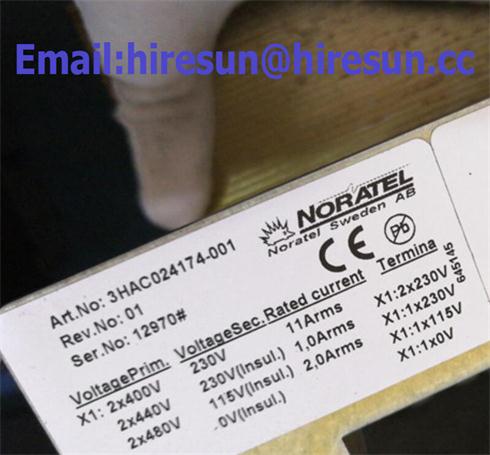 Email:hiresun@hiresun.cc
NORATEL
Noratel Sweden AB
CE
Pb
Art.No: 3HAC024174-001
Rev.No: 01
Ser.No: 12970#
VoltagePrim. VoltageSec. Rated current Termina
X1: 2x400V 230V 11Arms X1:2x230V
2x440V 230V(Insul.) 1,0Arms X1:1x230V
2x480V 115V(Insul.) 2,0Arms X1:1x115V
0V(Insul.) X1:1x0V
646145